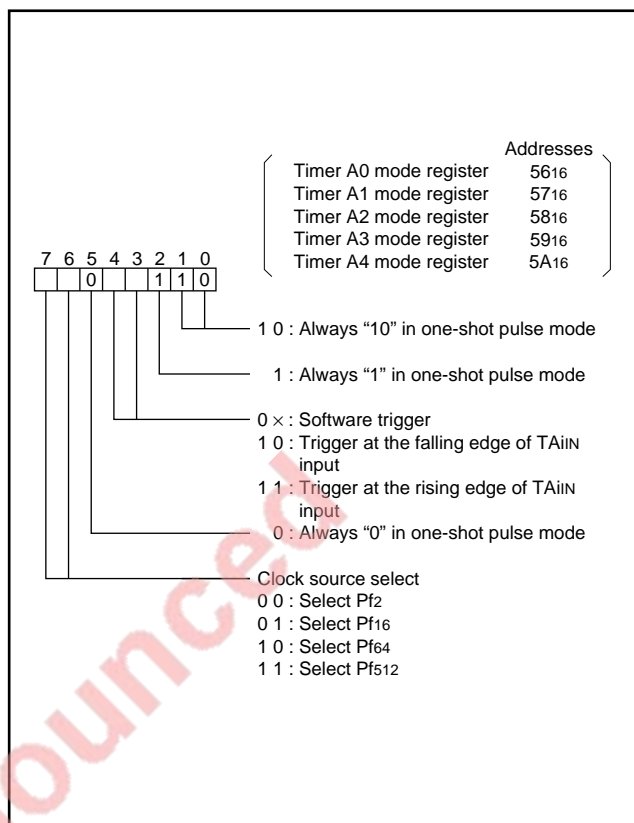 Addresses
Timer A0 mode register 5616
Timer A1 mode register 5716
Timer A2 mode register 5816
Timer A3 mode register 5916
Timer A4 mode register 5A16
7 6 5 4 3 2 1 0
0 1 1 0
1 0 : Always “10” in one-shot pulse mode
1 : Always “1” in one-shot pulse mode
0 × : Software trigger
1 0 : Trigger at the falling edge of TAiIN
input
1 1 : Trigger at the rising edge of TAiIN
input
0 : Always “0” in one-shot pulse mode
Clock source select
0 0 : Select Pf2
0 1 : Select Pf16
1 0 : Select Pf64
1 1 : Select Pf512
ounced